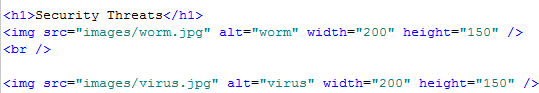 <h1>Security Threats</h1>
<img src="images/worm.jpg" alt="worm" width="200" height="150" />
<br />
<img src="images/virus.jpg" alt="virus" width="200" height="150" />